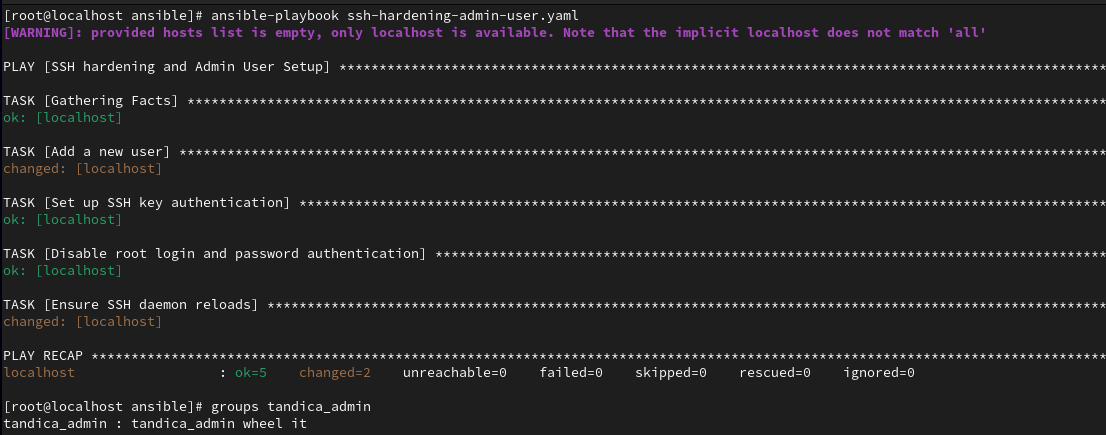 [root@localhost ansible]# ansible-playbook ssh-hardening-admin-user.yaml
[WARNING]: provided hosts list is empty, only localhost is available. Note that the implicit localhost does not match 'all'
PLAY [SSH hardening and Admin User Setup] ************************************************************************************************
TASK [Gathering Facts] *******************************************************************************************************************
ok: [localhost]
TASK [Add a new user] ********************************************************************************************************************
changed: [localhost]
TASK [Set up SSH key authentication] *****************************************************************************************************
ok: [localhost]
TASK [Disable root login and password authentication] ************************************************************************************
ok: [localhost]
TASK [Ensure SSH daemon reloads] *********************************************************************************************************
changed: [localhost]
PLAY RECAP *******************************************************************************************************************************
localhost                  : ok=5    changed=2    unreachable=0    failed=0    skipped=0    rescued=0    ignored=0
[root@localhost ansible]# groups tandica_admin
tandica_admin : tandica_admin wheel it